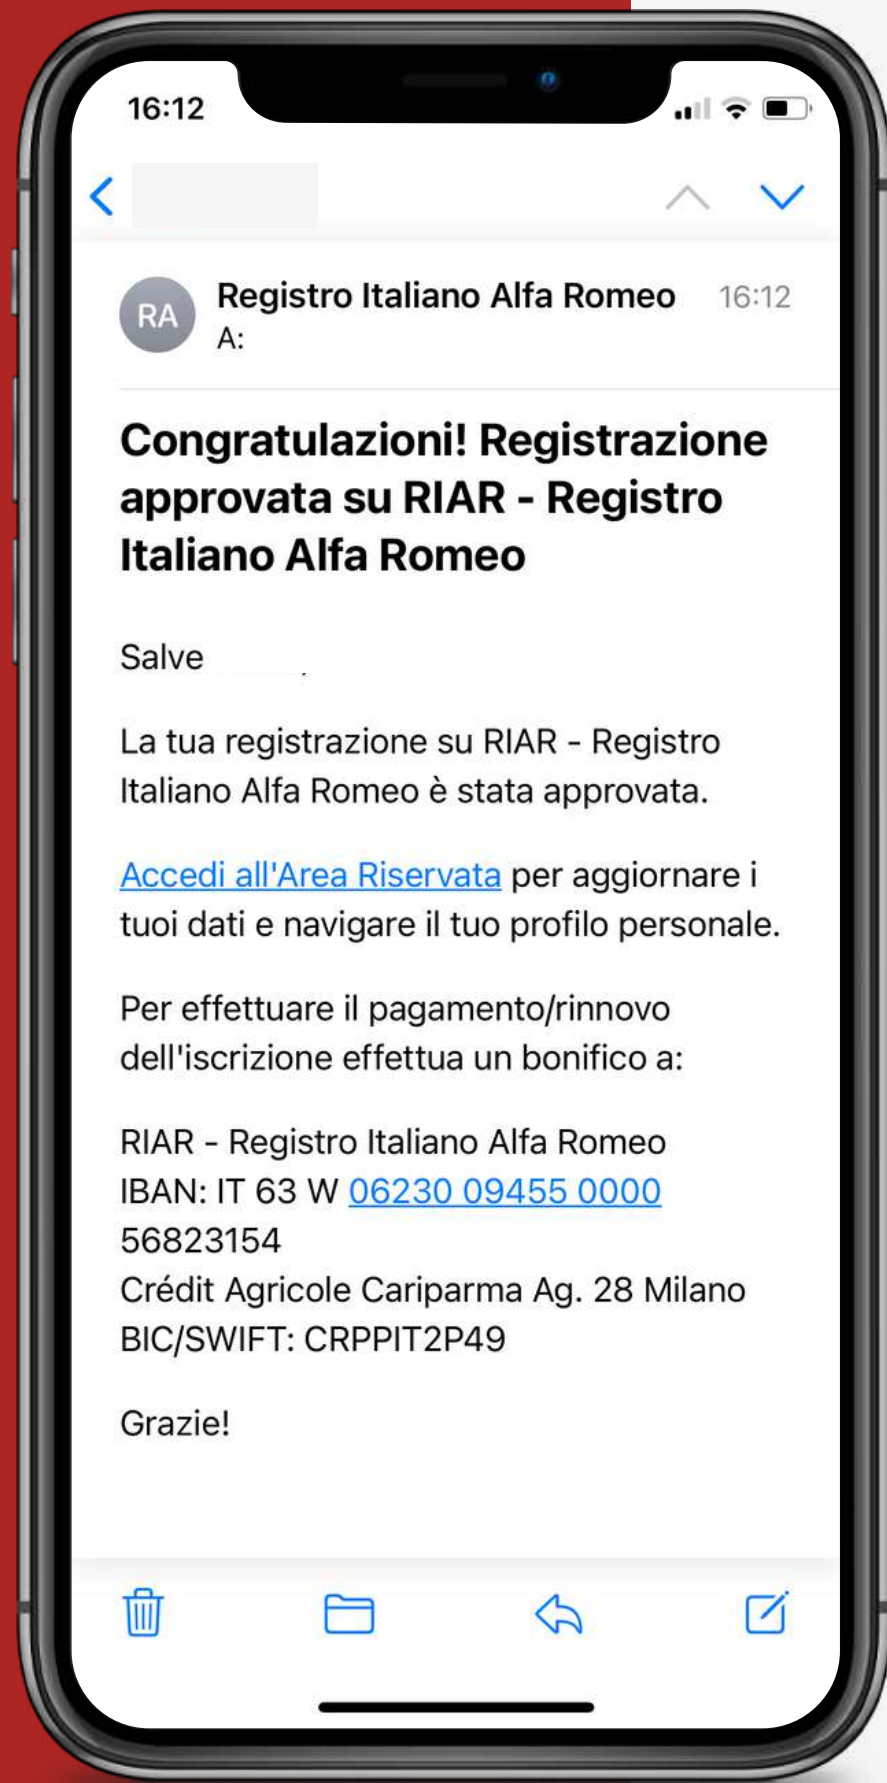 16:12
RA
Registro Italiano Alfa Romeo
16:12
A:
Congratulazioni! Registrazione
approvata su RIAR - Registro
Italiano Alfa Romeo
Salve
La tua registrazione su RIAR - Registro
Italiano Alfa Romeo è stata approvata.
Accedi all'Area Riservata per aggiornare i
tuoi dati e navigare il tuo profilo personale.
Per effettuare il pagamento/rinnovo
dell'iscrizione effettua un bonifico a:
RIAR - Registro Italiano Alfa Romeo
IBAN: IT 63 W 06230 09455 0000
56823154
Crédit Agricole Cariparma Ag. 28 Milano
BIC/SWIFT: CRPPIT2P49
Grazie!